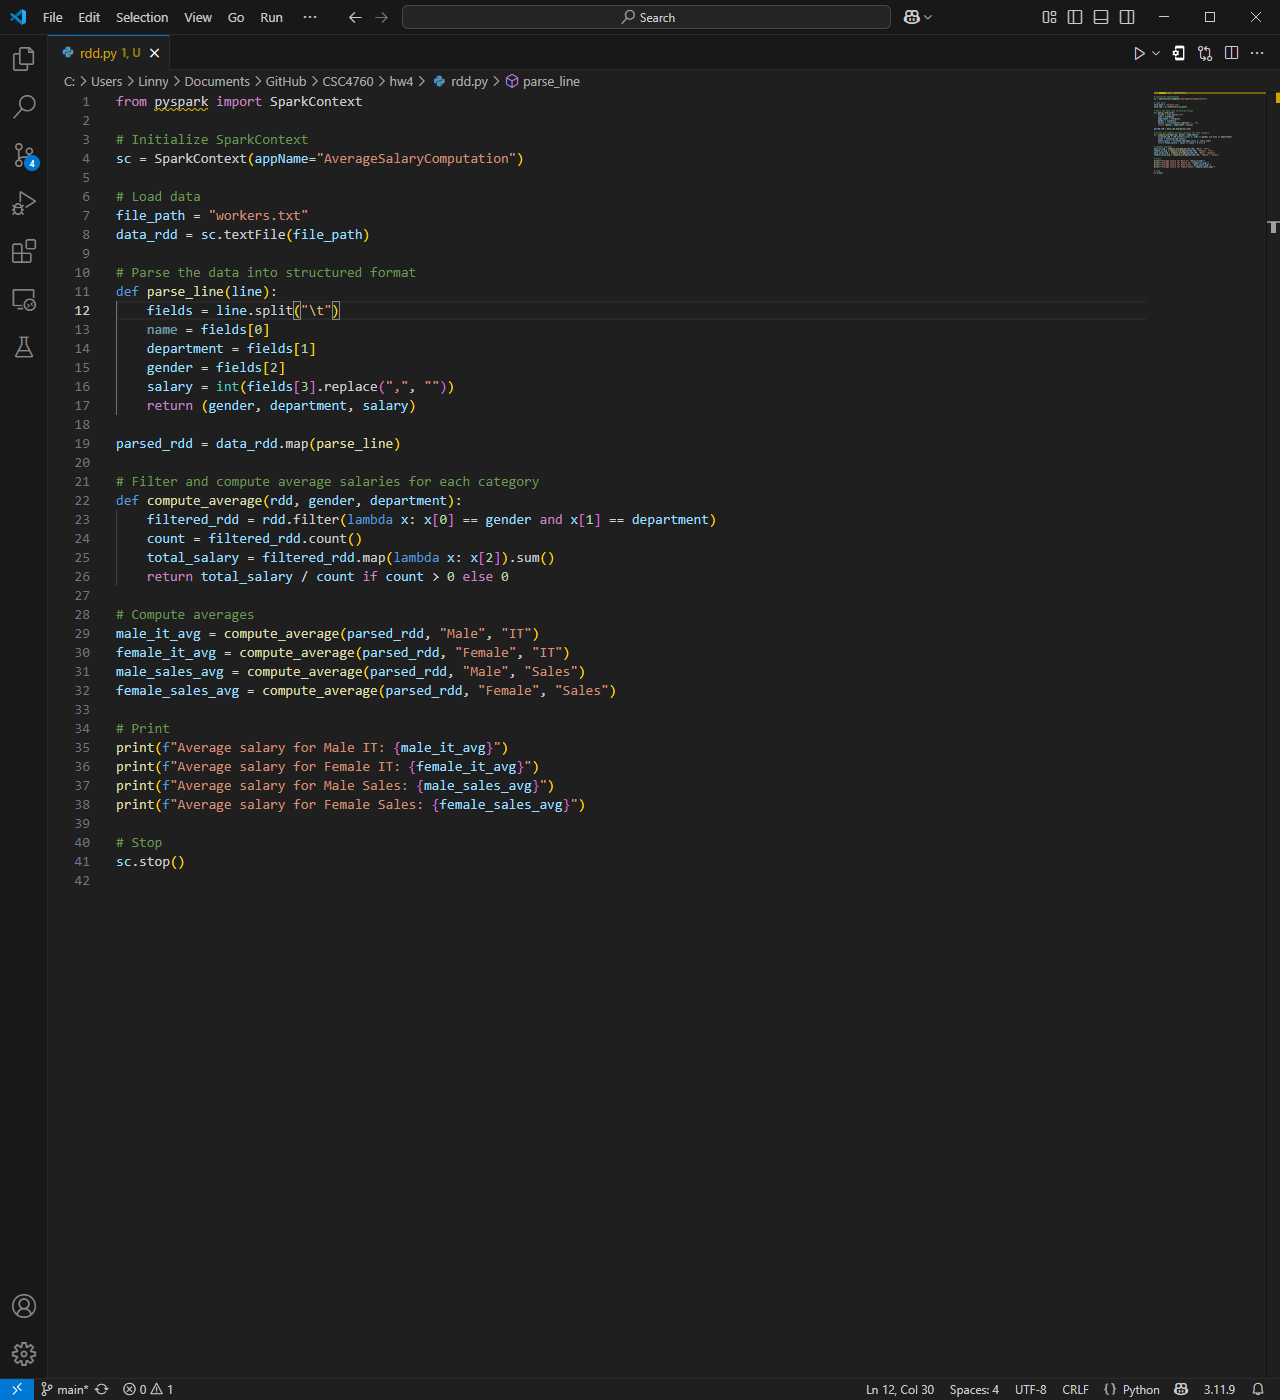 File Edit Selection View Go Run ··· Search
rdd.py 1, U
C: > Users > Linny > Documents > GitHub > CSC4760 > hw4 > rdd.py > parse_line
1 from pyspark import SparkContext
2
3 # Initialize SparkContext
4 sc = SparkContext(appName="AverageSalaryComputation")
5
6 # Load data
7 file_path = "workers.txt"
8 data_rdd = sc.textFile(file_path)
9
10 # Parse the data into structured format
11 def parse_line(line):
12     fields = line.split("\t")
13     name = fields[0]
14     department = fields[1]
15     gender = fields[2]
16     salary = int(fields[3].replace(",", ""))
17     return (gender, department, salary)
18
19 parsed_rdd = data_rdd.map(parse_line)
20
21 # Filter and compute average salaries for each category
22 def compute_average(rdd, gender, department):
23     filtered_rdd = rdd.filter(lambda x: x[0] == gender and x[1] == department)
24     count = filtered_rdd.count()
25     total_salary = filtered_rdd.map(lambda x: x[2]).sum()
26     return total_salary / count if count > 0 else 0
27
28 # Compute averages
29 male_it_avg = compute_average(parsed_rdd, "Male", "IT")
30 female_it_avg = compute_average(parsed_rdd, "Female", "IT")
31 male_sales_avg = compute_average(parsed_rdd, "Male", "Sales")
32 female_sales_avg = compute_average(parsed_rdd, "Female", "Sales")
33
34 # Print
35 print(f"Average salary for Male IT: {male_it_avg}")
36 print(f"Average salary for Female IT: {female_it_avg}")
37 print(f"Average salary for Male Sales: {male_sales_avg}")
38 print(f"Average salary for Female Sales: {female_sales_avg}")
39
40 # Stop
41 sc.stop()
42
4
main* 0 1 Ln 12, Col 30 Spaces: 4 UTF-8 CRLF {} Python 3.11.9